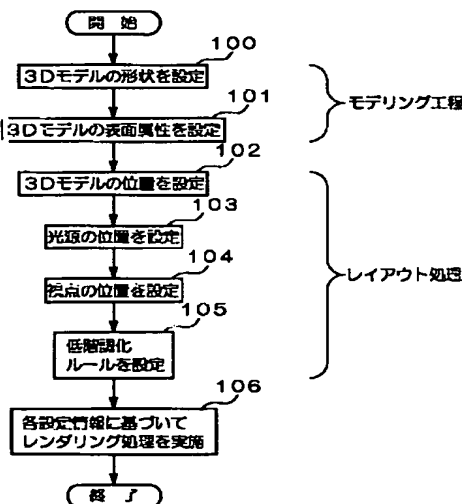 開 始
100
3Dモデルの形状を設定
101
3Dモデルの表面属性を設定
モデリング工程
102
3Dモデルの位置を設定
103
光源の位置を設定
104
視点の位置を設定
レイアウト処理
105
低階調化
ルールを設定
106
各設定情報に基づいて
レンダリング処理を実施
終 了